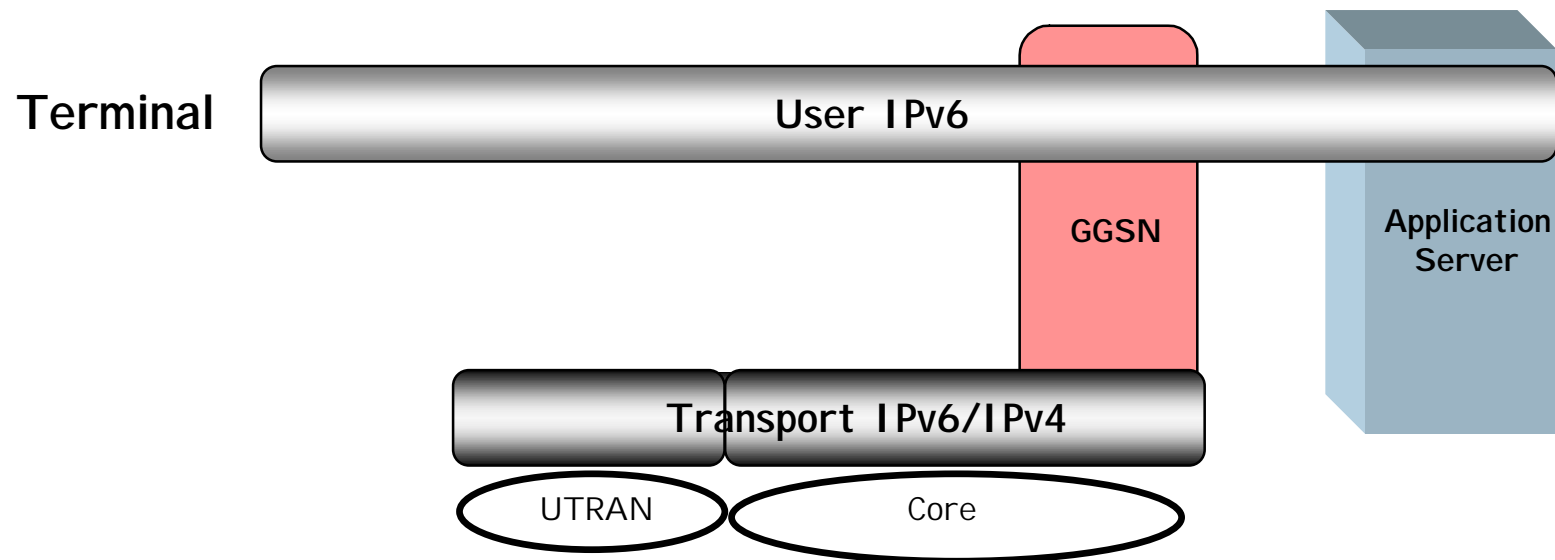 Terminal
User IPv6
GGSN
Application
Server
Transport IPv6/IPv4
UTRAN
Core